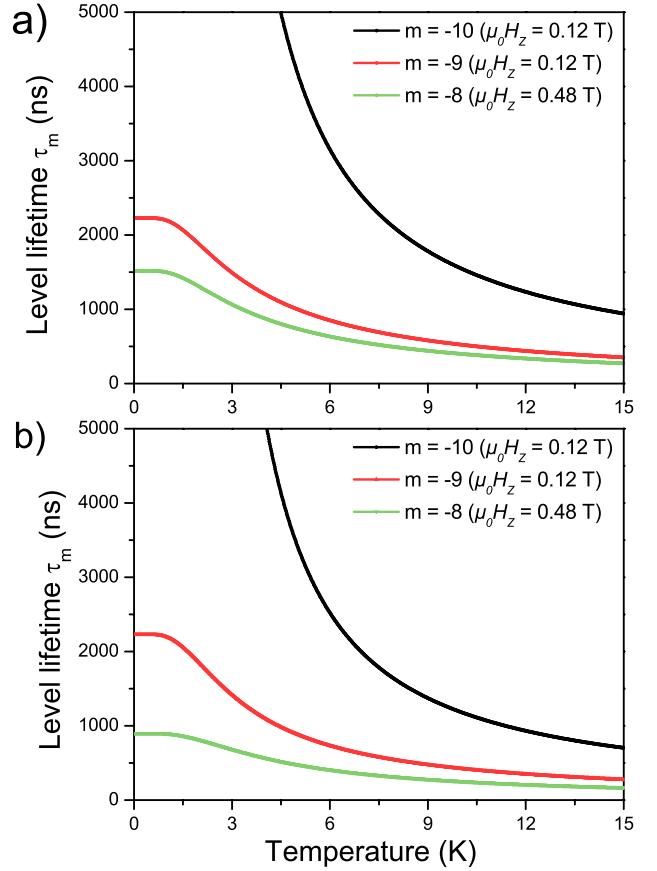 a)
5000
4000
3000
2000
1000
0
Level lifetime τm (ns)
m = -10 (μ0HZ = 0.12 T)
m = -9 (μ0HZ = 0.12 T)
m = -8 (μ0HZ = 0.48 T)
0 3 6 9 12 15
b)
5000
4000
3000
2000
1000
0
Level lifetime τm (ns)
m = -10 (μ0HZ = 0.12 T)
m = -9 (μ0HZ = 0.12 T)
m = -8 (μ0HZ = 0.48 T)
0 3 6 9 12 15
Temperature (K)